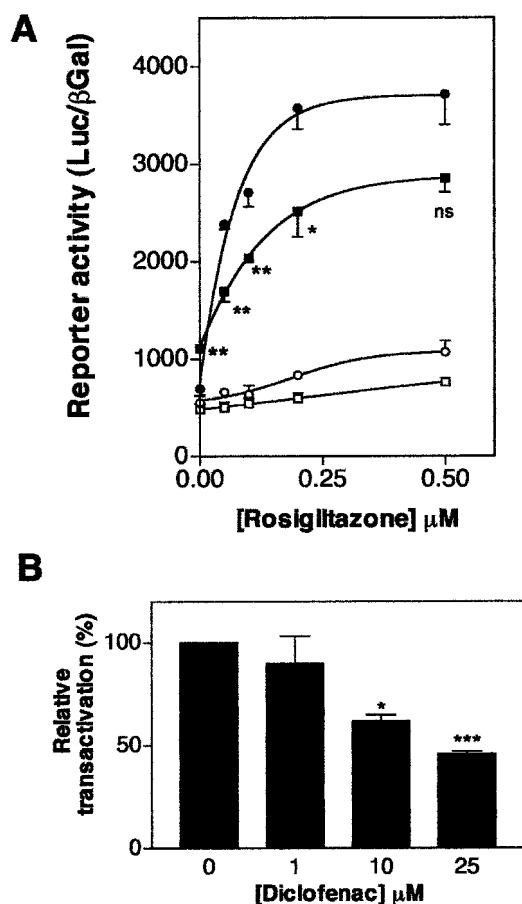 A
Reporter activity (Luc/βGal)
4000
3000
2000
1000
0
**
**
**
*
ns
0.00
0.25
0.50
[Rosiglitazone] μM
B
Relative
transactivation (%)
100
50
0
*
***
0
1
10
25
[Diclofenac] μM